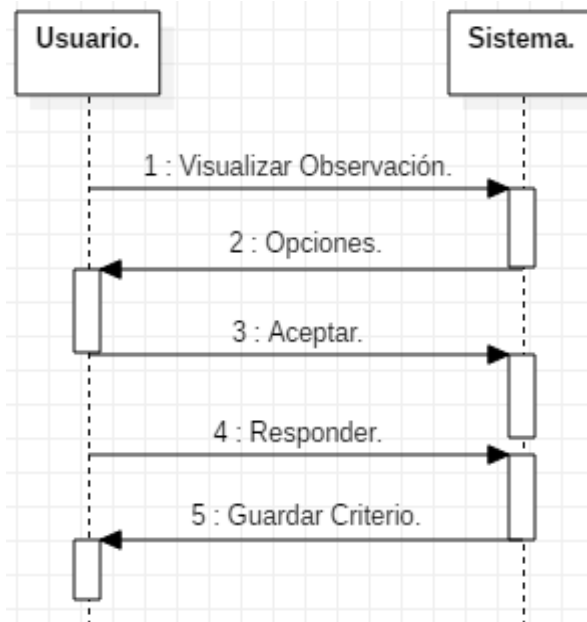 Usuario.
Sistema.
1 : Visualizar Observación.
2 : Opciones.
3 : Aceptar.
4 : Responder.
5 : Guardar Criterio.